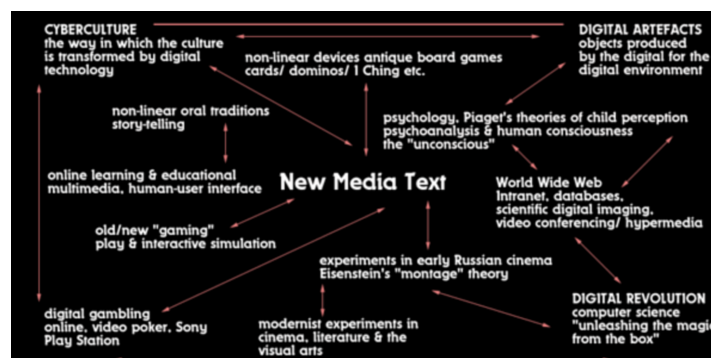 CYBERCULTURE
the way in which the culture
is transformed by digital
technology
DIGITAL ARTEFACTS
objects produced
by the digital for the
digital environment
non-linear devices antique board games
cards/ dominos/ I Ching etc.
non-linear oral traditions
story-telling
psychology, Piaget's theories of child perception
psychoanalysis & human consciousness
the "unconscious"
online learning & educational
multimedia, human-user interface
New Media Text
World Wide Web
Intranet, databases,
scientific digital imaging,
video conferencing/ hypermedia
old/new "gaming"
play & interactive simulation
experiments in early Russian cinema
Eisenstein's "montage" theory
digital gambling
online, video poker, Sony
Play Station
modernist experiments in
cinema, literature & the
visual arts
DIGITAL REVOLUTION
computer science
"unleashing the magic
from the box"